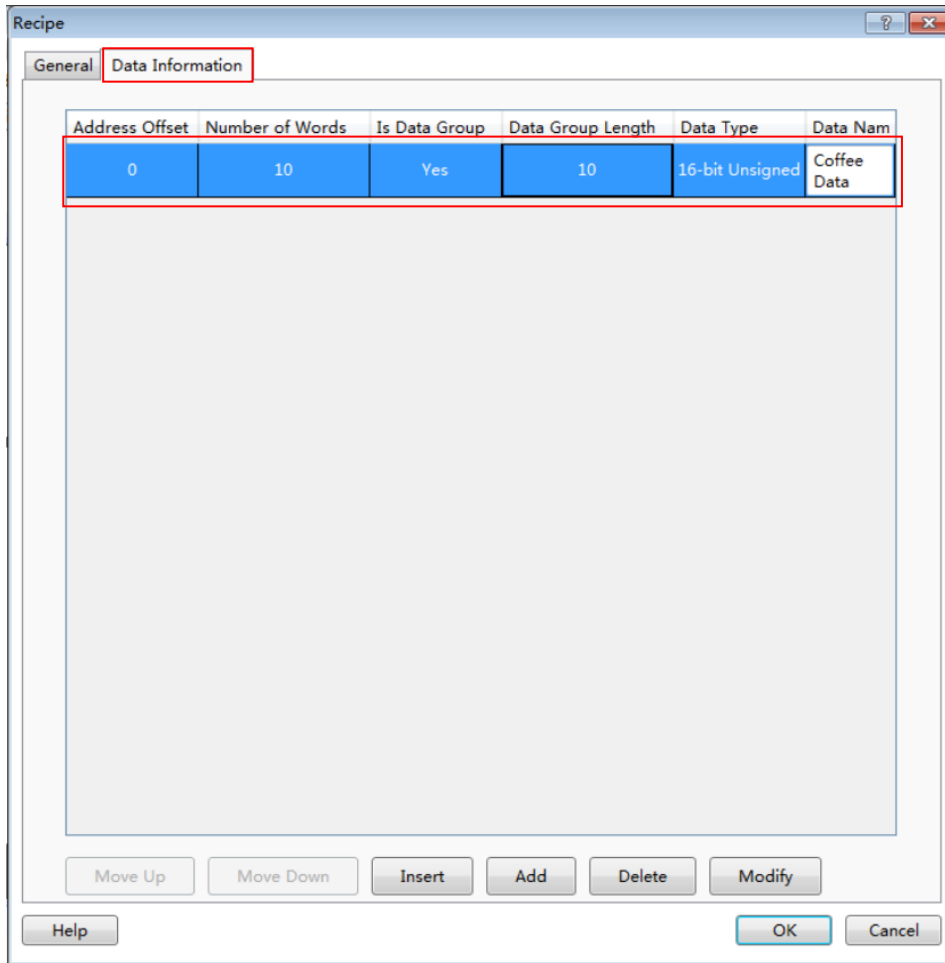 Recipe
General Data Information
Address Offset Number of Words Is Data Group Data Group Length Data Type Data Nam
0 10 Yes 10 16-bit Unsigned Coffee
Data
Move Up Move Down Insert Add Delete Modify
Help OK Cancel